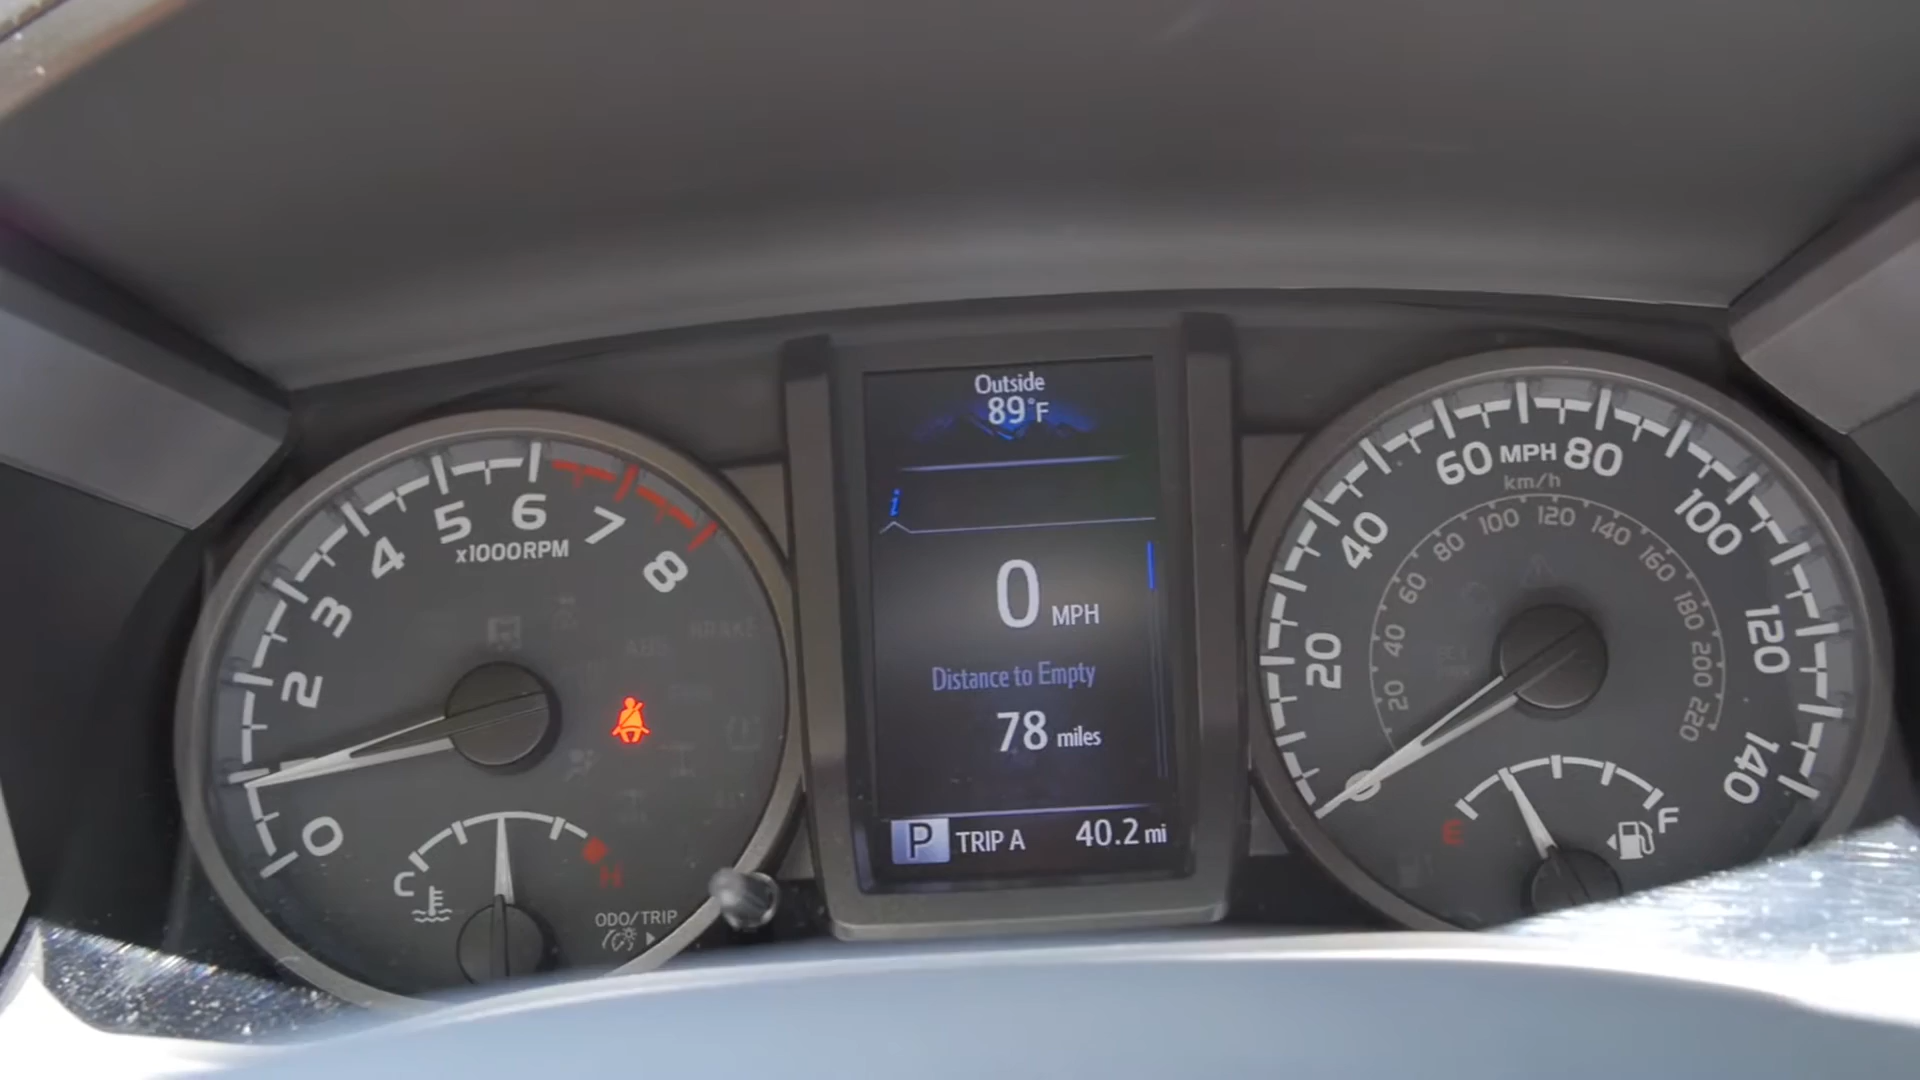 Outside
89°F
i
0 MPH
Distance to Empty
78 miles
P TRIP A 40.2 mi
0 2 3 4 5 6 7 8
x1000RPM
BRAKE
ABS
C H
ODO/TRIP
20 40 60 MPH 80 100 120 140
km/h
20 40 60 80 100 120 140 160 180 200 220
E F